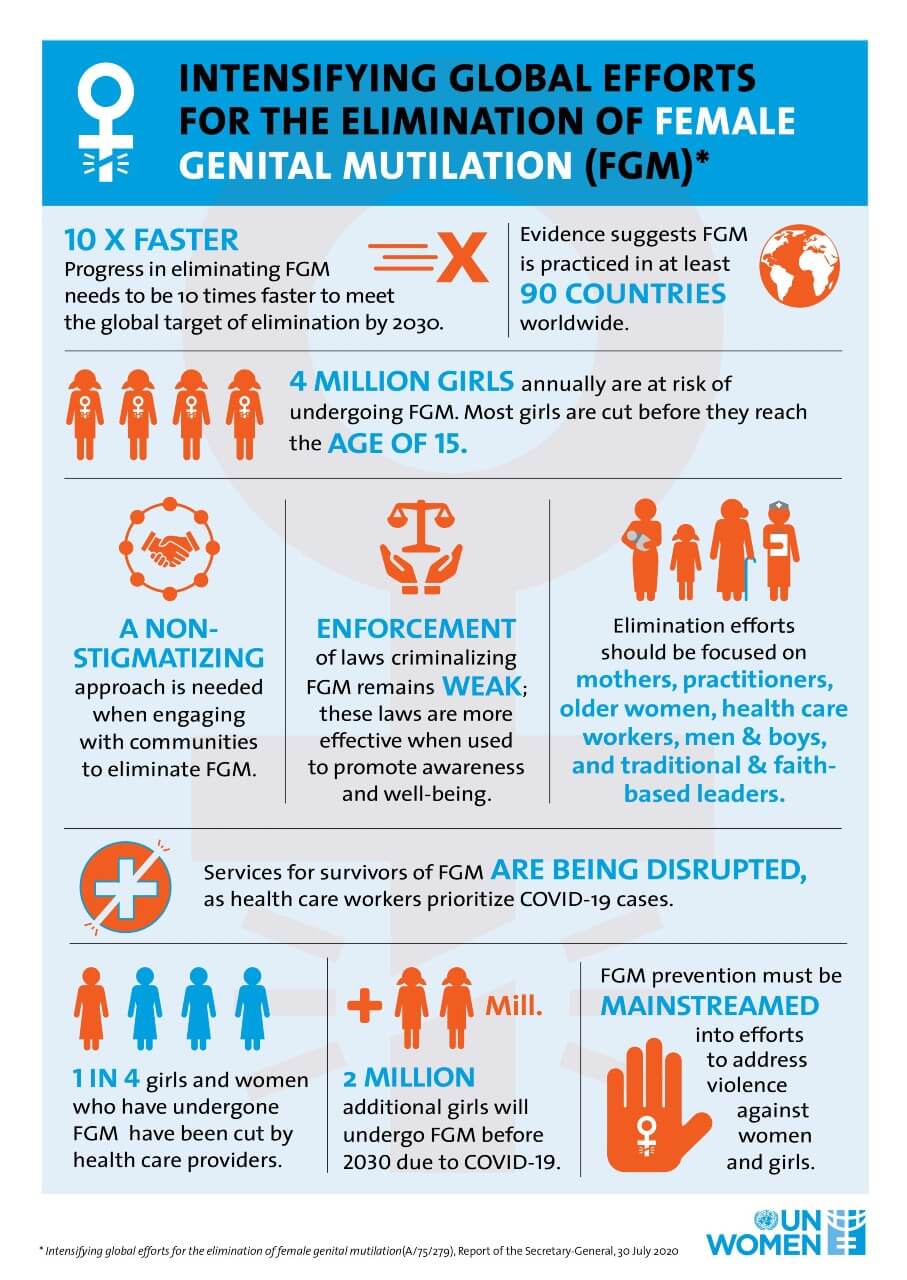 INTENSIFYING GLOBAL EFFORTS
FOR THE ELIMINATION OF FEMALE
GENITAL MUTILATION (FGM)*
10 X FASTER
Progress in eliminating FGM
needs to be 10 times faster to meet
the global target of elimination by 2030.
X
Evidence suggests FGM
is practiced in at least
90 COUNTRIES
worldwide.
4 MILLION GIRLS annually are at risk of
undergoing FGM. Most girls are cut before they reach
the AGE OF 15.
A NON-
STIGMATIZING
approach is needed
when engaging
with communities
to eliminate FGM.
ENFORCEMENT
of laws criminalizing
FGM remains WEAK;
these laws are more
effective when used
to promote awareness
and well-being.
Elimination efforts
should be focused on
mothers, practitioners,
older women, health care
workers, men & boys,
and traditional & faith-
based leaders.
Services for survivors of FGM ARE BEING DISRUPTED,
as health care workers prioritize COVID-19 cases.
1 IN 4 girls and women
who have undergone
FGM have been cut by
health care providers.
+ Mill.
2 MILLION
additional girls will
undergo FGM before
2030 due to COVID-19.
FGM prevention must be
MAINSTREAMED
into efforts
to address
violence
against
women
and girls.
* Intensifying global efforts for the elimination of female genital mutilation(A/75/279), Report of the Secretary-General, 30 July 2020
UN
WOMEN